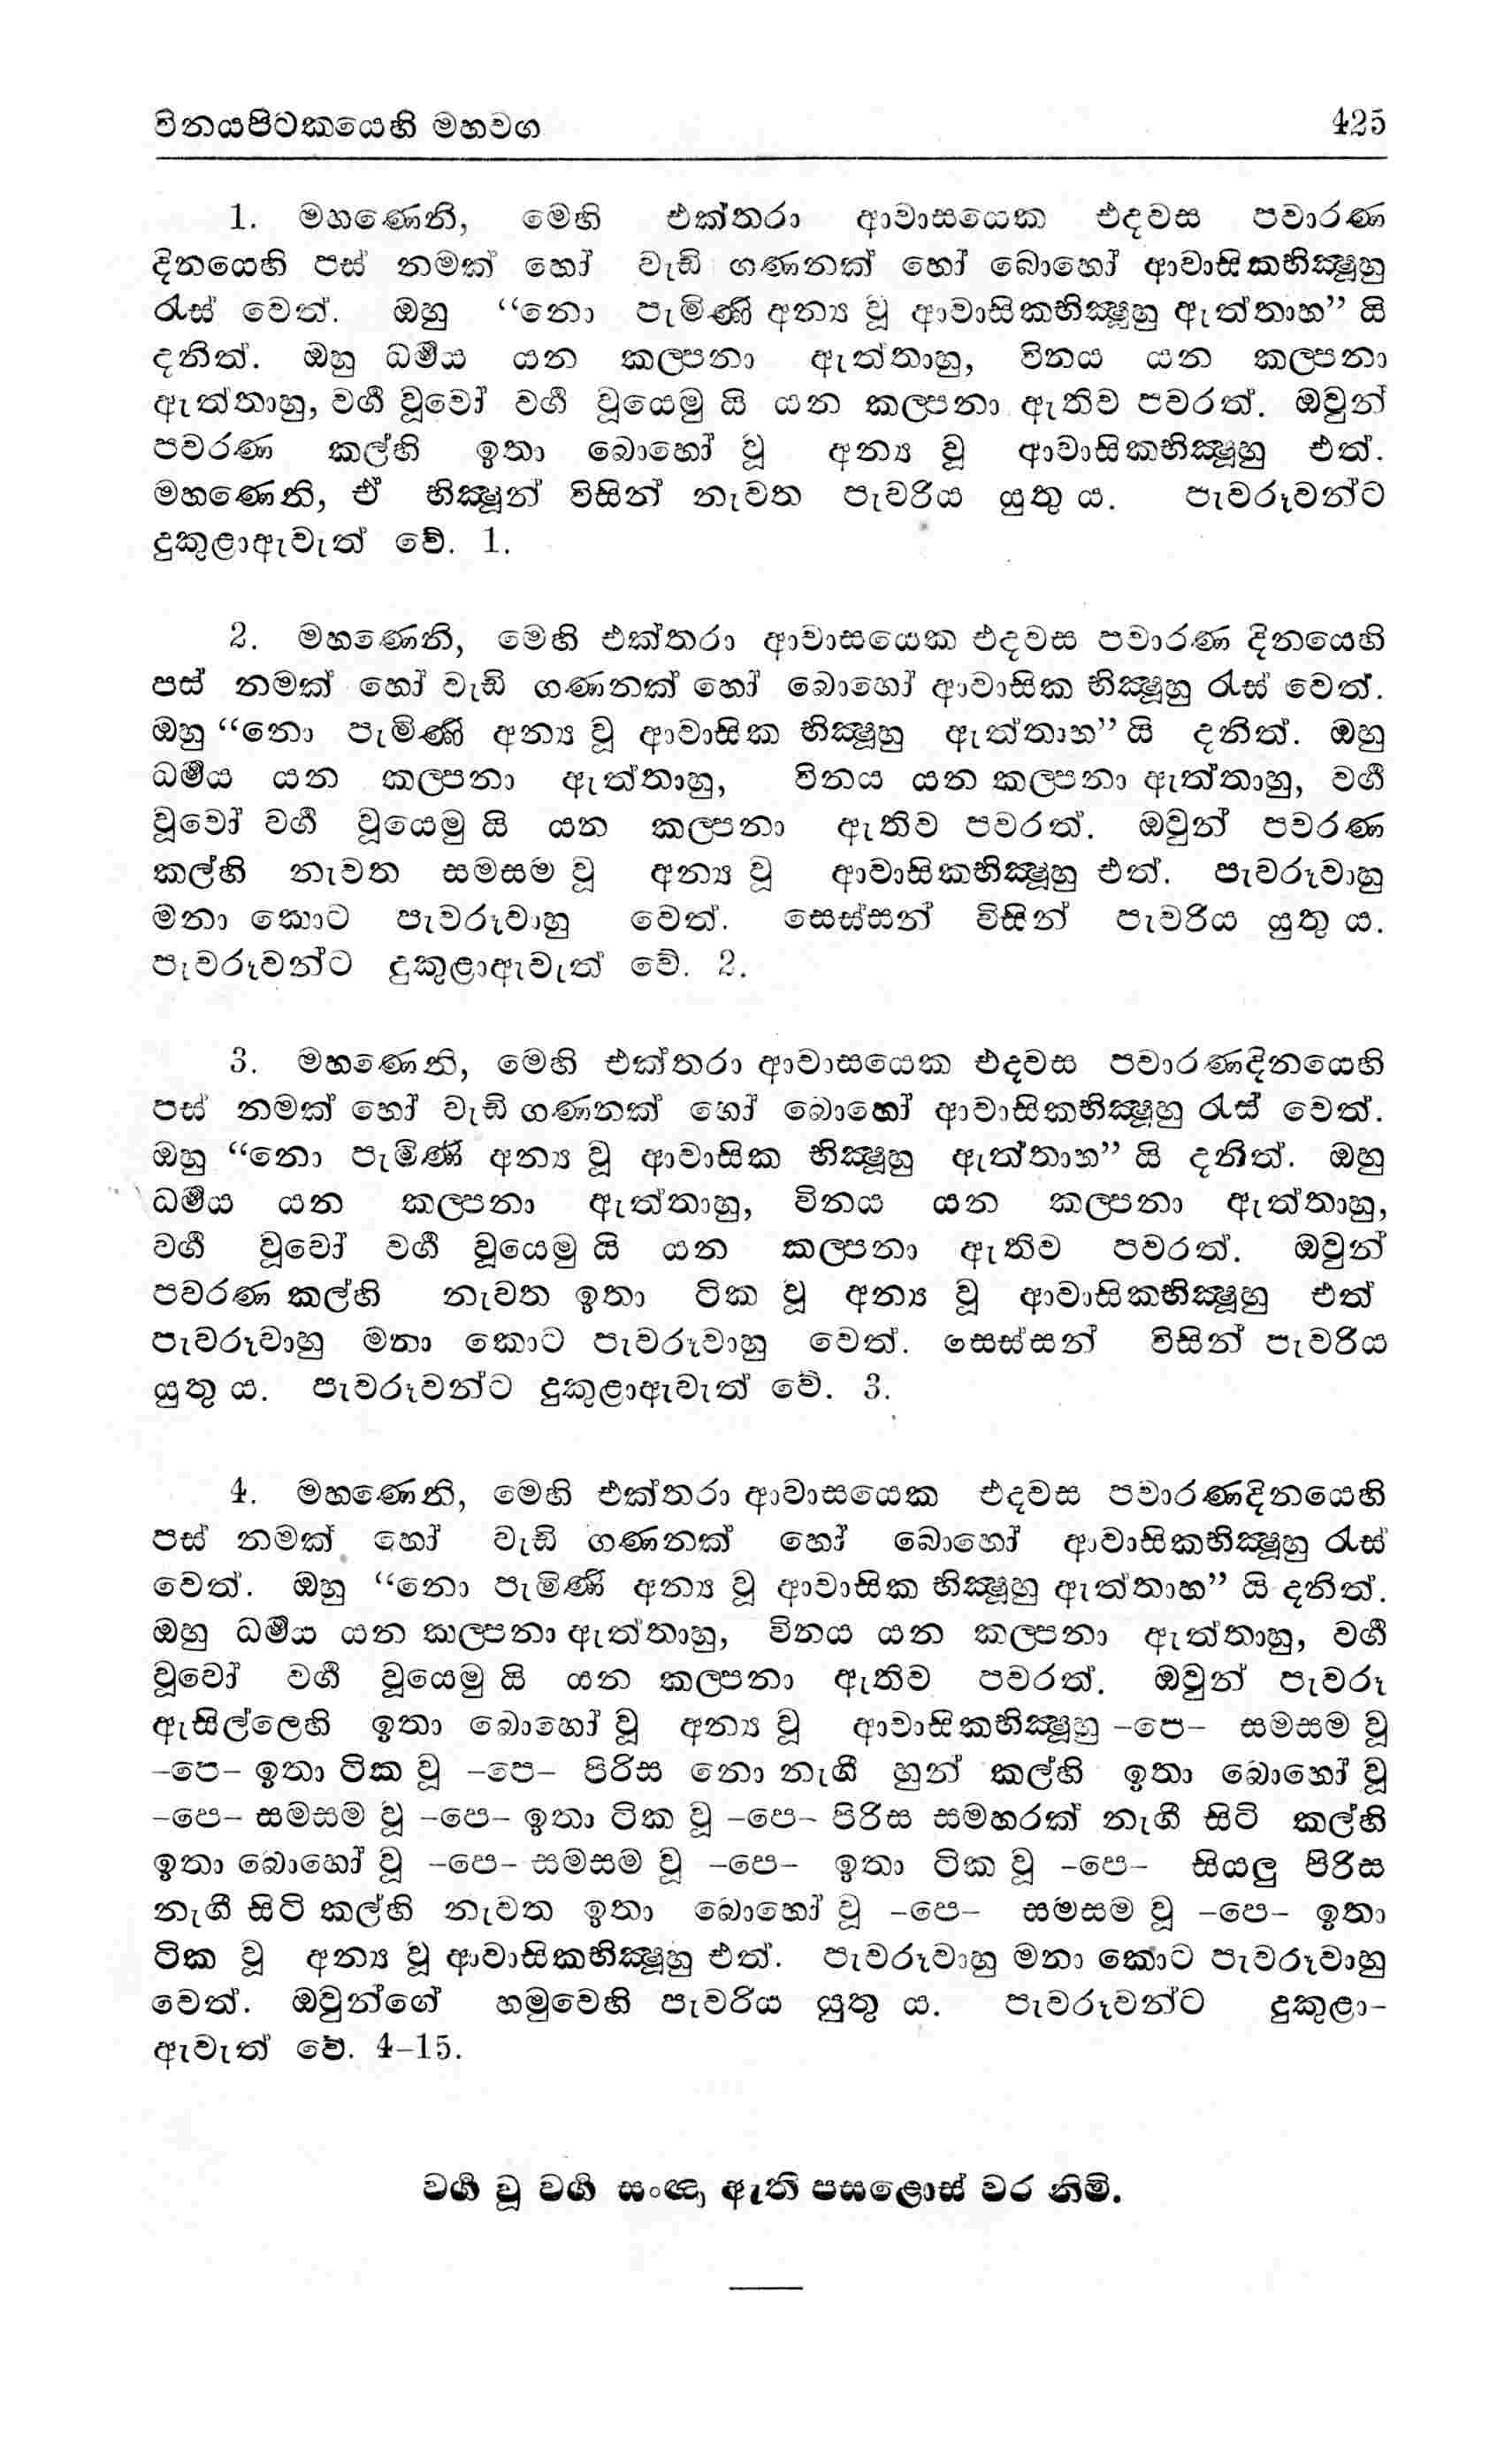 විනයපිටකයෙහි මහවග 425
1. මහණෙනි, මෙහි එක්තරා ආවාසයෙක එදවස පවාරණ
දිනයෙහි පස් නමක් හෝ වැඩි ගණනක් හෝ බොහෝ ආවාසිකභික්‍ෂූහු
රැස් වෙත්. ඔහු “නො පැමිණි අන්‍ය වූ ආවාසිකභික්‍ෂූහු ඇත්තාහ” යි
දනිත්. ඔහු ධර්‍මය යන කල්පනා ඇත්තාහු, විනය යන කල්පනා
ඇත්තාහු, වර්‍ග වූවෝ වර්‍ග වූයෙමු යි යන කල්පනා ඇතිව පවරත්. ඔවුන්
පවරණ කල්හි ඉතා බොහෝ වූ අන්‍ය වූ ආවාසිකභික්‍ෂූහු එත්.
මහණෙනි, ඒ භික්‍ෂූන් විසින් නැවත පැවරිය යුතු ය. පැවරූවන්ට
දුකුළාඇවැත් වේ. 1.
2. මහණෙනි, මෙහි එක්තරා ආවාසයෙක එදවස පවාරණ දිනයෙහි
පස් නමක් හෝ වැඩි ගණනක් හෝ බොහෝ ආවාසික භික්‍ෂූහු රැස් වෙත්.
ඔහු “නො පැමිණි අන්‍ය වූ ආවාසික භික්‍ෂූහු ඇත්තාහ” යි දනිත්. ඔහු
ධර්‍මය යන කල්පනා ඇත්තාහු, විනය යන කල්පනා ඇත්තාහු, වර්‍ග
වූවෝ වර්‍ග වූයෙමු යි යන කල්පනා ඇතිව පවරත්. ඔවුන් පවරණ
කල්හි නැවත සමසම වූ අන්‍ය වූ ආවාසිකභික්‍ෂූහු එත්. පැවරූවාහු
මනා කොට පැවරූවාහු වෙත්. සෙස්සන් විසින් පැවරිය යුතු ය.
පැවරූවන්ට දුකුළාඇවැත් වේ. 2.
3. මහණෙනි, මෙහි එක්තරා ආවාසයෙක එදවස පවාරණදිනයෙහි
පස් නමක් හෝ වැඩි ගණනක් හෝ බොහෝ ආවාසිකභික්‍ෂූහු රැස් වෙත්.
ඔහු “නො පැමිණි අන්‍ය වූ ආවාසික භික්‍ෂූහු ඇත්තාහ” යි දනිත්. ඔහු
ධර්‍මය යන කල්පනා ඇත්තාහු, විනය යන කල්පනා ඇත්තාහු,
වර්‍ග වූවෝ වර්‍ග වූයෙමු යි යන කල්පනා ඇතිව පවරත්. ඔවුන්
පවරණ කල්හි නැවත ඉතා ටික වූ අන්‍ය වූ ආවාසිකභික්‍ෂූහු එත්
පැවරූවාහු මනා කොට පැවරූවාහු වෙත්. සෙස්සන් විසින් පැවරිය
යුතු ය. පැවරූවන්ට දුකුළාඇවැත් වේ. 3.
4. මහණෙනි, මෙහි එක්තරා ආවාසයෙක එදවස පවාරණදිනයෙහි
පස් නමක් හෝ වැඩි ගණනක් හෝ බොහෝ ආවාසිකභික්‍ෂූහු රැස්
වෙත්. ඔහු “නො පැමිණි අන්‍ය වූ ආවාසික භික්‍ෂූහු ඇත්තාහ” යි දනිත්.
ඔහු ධර්‍මය යන කල්පනා ඇත්තාහු, විනය යන කල්පනා ඇත්තාහු, වර්‍ග
වූවෝ වර්‍ග වූයෙමු යි යන කල්පනා ඇතිව පවරත්. ඔවුන් පැවරූ
ඇසිල්ලෙහි ඉතා බොහෝ වූ අන්‍ය වූ ආවාසිකභික්‍ෂූහු –පෙ– සමසම වූ
–පෙ– ඉතා ටික වූ –පෙ– පිරිස නො නැගී හුන් කල්හි ඉතා බොහෝ වූ
–පෙ– සමසම වූ –පෙ– ඉතා ටික වූ –පෙ– පිරිස සමහරක් නැගී සිටි කල්හි
ඉතා බොහෝ වූ –පෙ– සමසම වූ –පෙ– ඉතා ටික වූ –පෙ– සියලු පිරිස
නැගී සිටි කල්හි නැවත ඉතා බොහෝ වූ –පෙ– සමසම වූ –පෙ– ඉතා
ටික වූ අන්‍ය වූ ආවාසිකභික්‍ෂූහු එත්. පැවරූවාහු මනා කොට පැවරූවාහු
වෙත්. ඔවුන්ගේ හමුවෙහි පැවරිය යුතු ය. පැවරූවන්ට දුකුළා–
ඇවැත් වේ. 4–15.
වර්‍ග වූ වර්‍ග සංඥා ඇති පසළොස් වර නිමි.